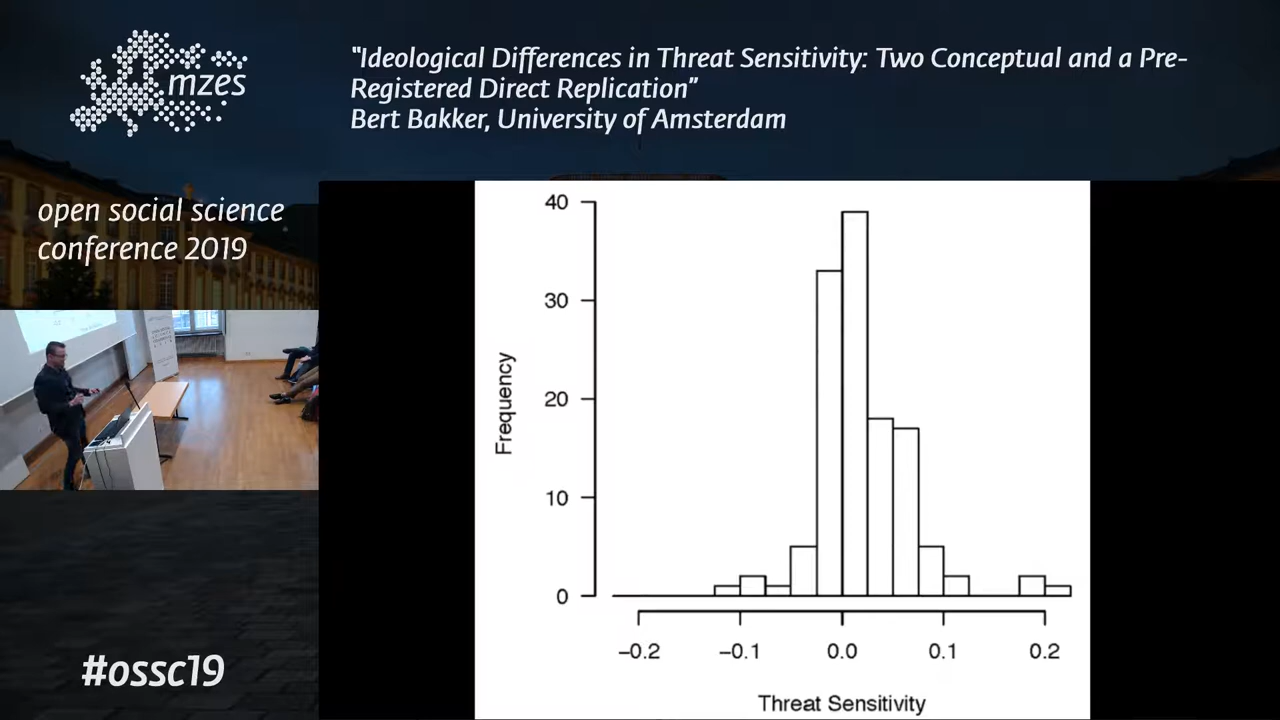 mzes
"Ideological Differences in Threat Sensitivity: Two Conceptual and a Pre-
Registered Direct Replication"
Bert Bakker, University of Amsterdam
open social science
conference 2019
#ossc19
40
30
20
10
0
Frequency
−0.2 −0.1 0.0 0.1 0.2
Threat Sensitivity